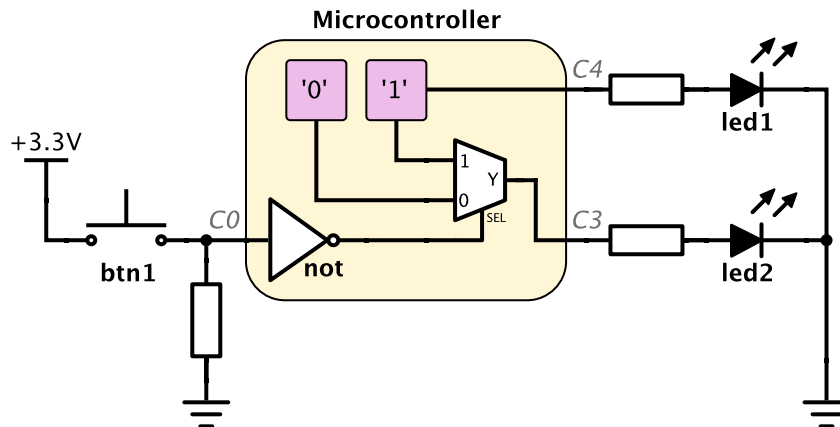 Microcontroller
'0'
'1'
C4
led1
+3.3V
btn1
C0
not
1
0
Y
SEL
C3
led2